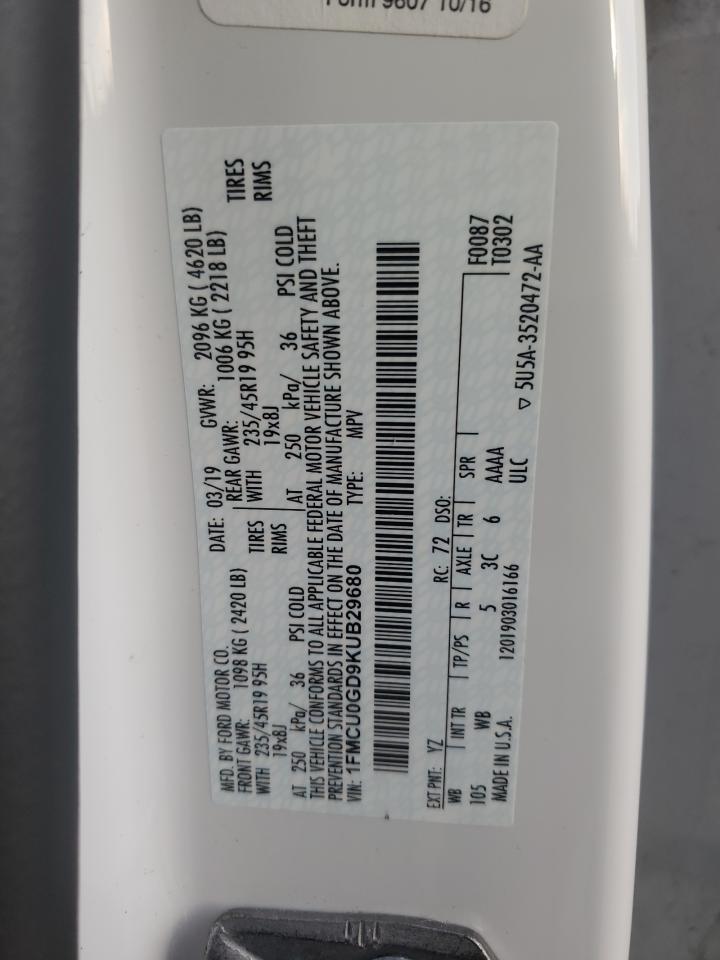 Form 9607 10/16
MFD. BY FORD MOTOR CO.
DATE: 03/19 GVWR: 2096 KG ( 4620 LB)
FRONT GAWR: 1098 KG ( 2420 LB) REAR GAWR: 1006 KG ( 2218 LB)
WITH 235/45R19 95H TIRES WITH 235/45R19 95H TIRES
19x8J RIMS 19x8J RIMS
AT 250 kPa/ 36 PSI COLD AT 250 kPa/ 36 PSI COLD
THIS VEHICLE CONFORMS TO ALL APPLICABLE FEDERAL MOTOR VEHICLE SAFETY AND THEFT
PREVENTION STANDARDS IN EFFECT ON THE DATE OF MANUFACTURE SHOWN ABOVE.
VIN: 1FMCU0GD9KUB29680 TYPE: MPV
EXT PNT: YZ RC: 72 DSO: F0087
WB INT TR TP/PS R AXLE TR SPR T0302
105 WB 5 3C 6 AAAA
MADE IN U.S.A. 1201903016166 ULC ▽ 5U5A-3520472-AA